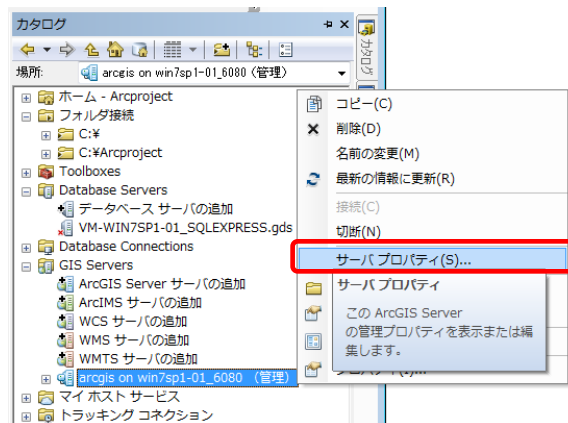 カタログ
場所:
arcgis on win7sp1-01_6080 (管理)
カタログ
ホーム - Arcproject
フォルダ接続
C:¥
C:¥Arcproject
Toolboxes
Database Servers
データベース サーバの追加
VM-WIN7SP1-01_SQLEXPRESS.gds
Database Connections
GIS Servers
ArcGIS Server サーバの追加
ArcIMS サーバの追加
WCS サーバの追加
WMS サーバの追加
WMTS サーバの追加
arcgis on win7sp1-01_6080 (管理)
マイ ホスト サービス
トラッキング コネクション
コピー(C)
削除(D)
名前の変更(M)
最新の情報に更新(R)
接続(C)
切断(N)
サーバ プロパティ(S)...
サーバ プロパティ
この ArcGIS Server
の管理プロパティを表示または編
集します。